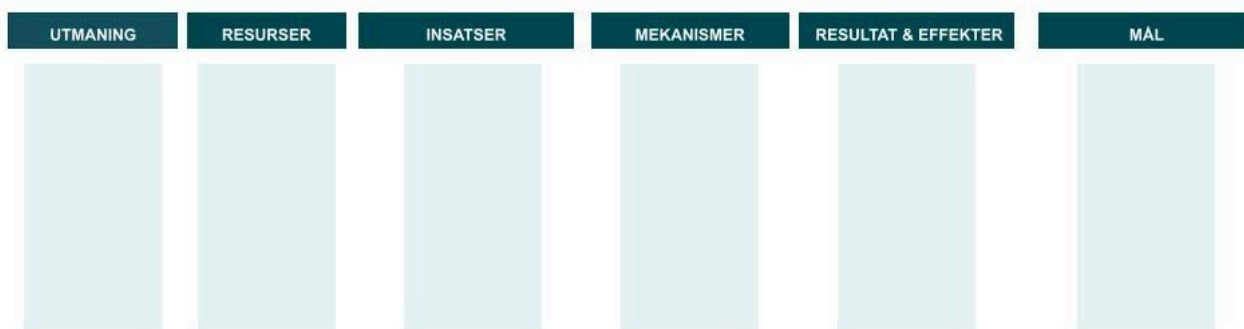 UTMANING
RESURSER
INSATSER
MEKANISMER
RESULTAT & EFFEKTER
MÅL